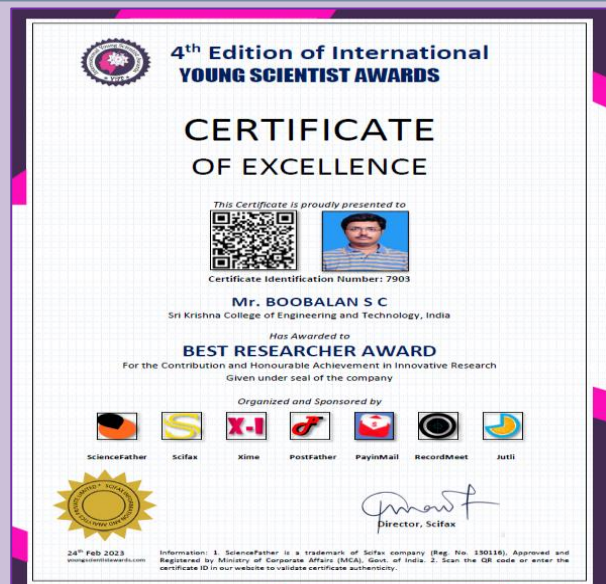 4th Edition of International
YOUNG SCIENTIST AWARDS
CERTIFICATE
OF EXCELLENCE
This Certificate is proudly presented to
Certificate Identification Number: 7903
Mr. BOOBALAN S C
Sri Krishna College of Engineering and Technology, India
Has Awarded to
BEST RESEARCHER AWARD
For the Contribution and Honourable Achievement in Innovative Research
Given under seal of the company
Organized and Sponsored by
X-I
ScienceFather Scifax Xime PostFather PayinMail RecordMeet Jutli
Director, Scifax
24th Feb 2023
youngscientistawards.com
Information: 1. ScienceFather is a trademark of Scifax company (Reg. No. 130116), Approved and
Registered by Ministry of Corporate Affairs (MCA), Govt. of India. 2. Scan the QR code or enter the
certificate ID in our website to validate certificate authenticity.